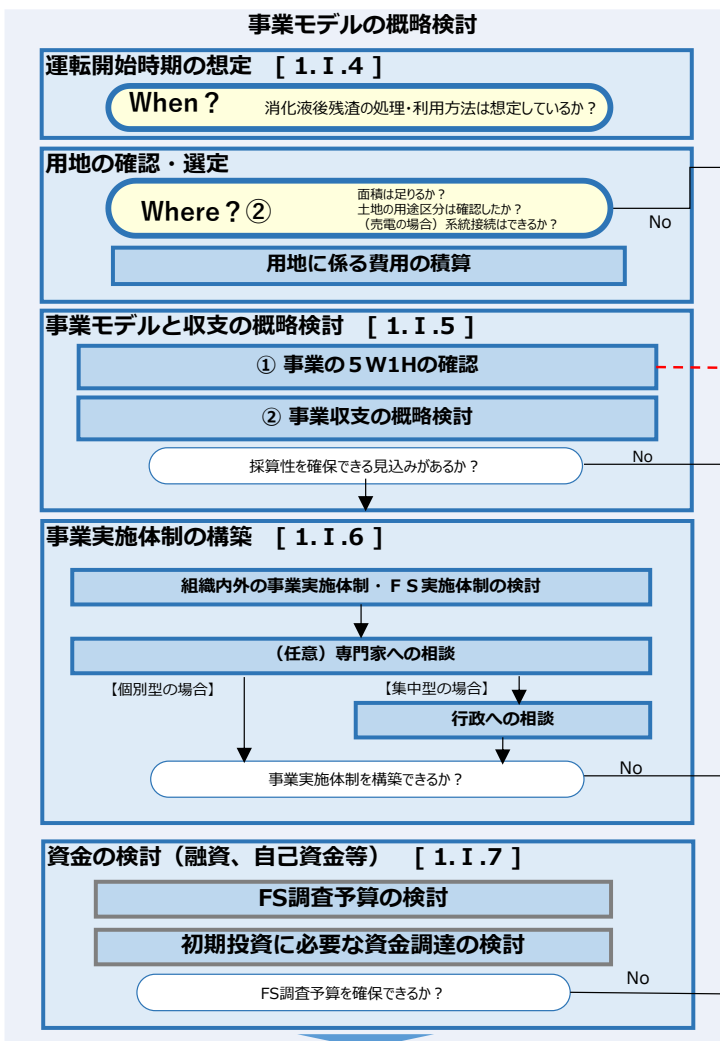 事業モデルの概略検討
運転開始時期の想定 [ 1.Ⅰ.4 ]
When？ 消化液後残渣の処理・利用方法は想定しているか？
用地の確認・選定
Where？② 面積は足りるか？
土地の用途区分は確認したか？
（売電の場合）系統接続はできるか？
No
用地に係る費用の積算
事業モデルと収支の概略検討 [ 1.Ⅰ.5 ]
① 事業の５W1Hの確認
② 事業収支の概略検討
採算性を確保できる見込みがあるか？
No
事業実施体制の構築 [ 1.Ⅰ.6 ]
組織内外の事業実施体制・ＦＳ実施体制の検討
（任意）専門家への相談
【個別型の場合】
【集中型の場合】
行政への相談
事業実施体制を構築できるか？
No
資金の検討（融資、自己資金等） [ 1.Ⅰ.7 ]
FS調査予算の検討
初期投資に必要な資金調達の検討
FS調査予算を確保できるか？
No